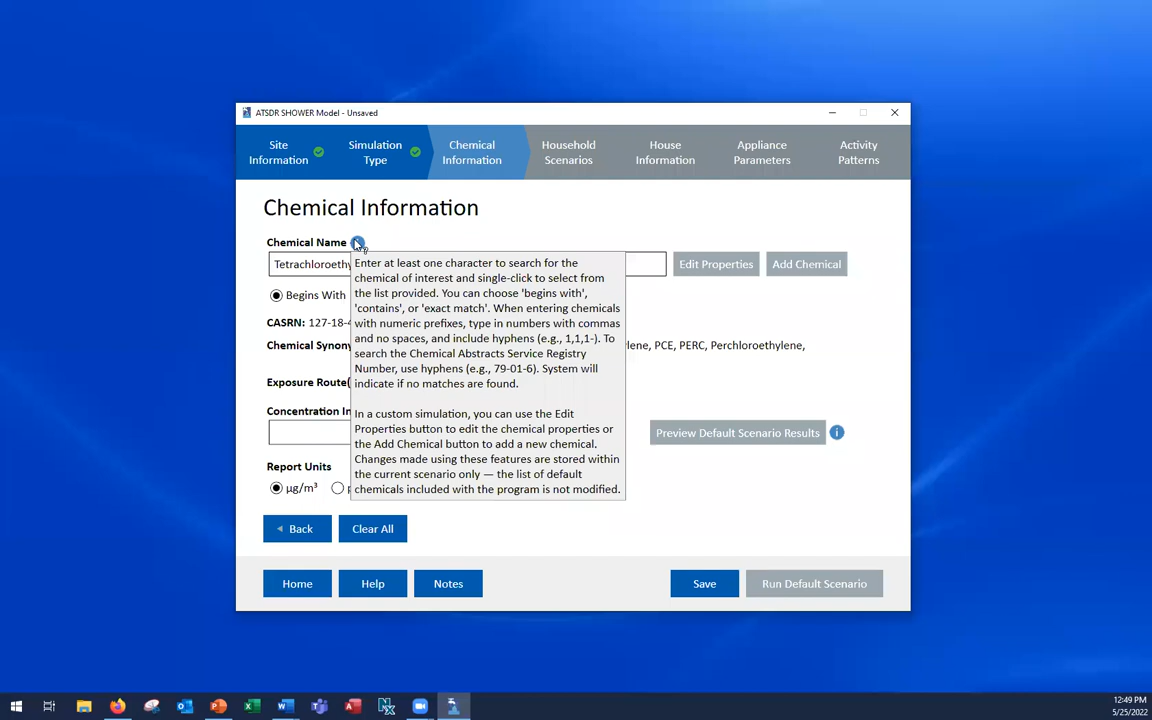 ATSDR SHOWER Model - Unsaved
Site Information
Simulation Type
Chemical Information
Household Scenarios
House Information
Appliance Parameters
Activity Patterns
Chemical Information
Chemical Name
Tetrachloroethy
Edit Properties
Add Chemical
Begins With
CASRN: 127-18-4
Chemical Synony
lene, PCE, PERC, Perchloroethylene,
Exposure Route(
Concentration In
Preview Default Scenario Results
Report Units
µg/m³
Enter at least one character to search for the
chemical of interest and single-click to select from
the list provided. You can choose 'begins with',
'contains', or 'exact match'. When entering chemicals
with numeric prefixes, type in numbers with commas
and no spaces, and include hyphens (e.g., 1,1,1-). To
search the Chemical Abstracts Service Registry
Number, use hyphens (e.g., 79-01-6). System will
indicate if no matches are found.
In a custom simulation, you can use the Edit
Properties button to edit the chemical properties or
the Add Chemical button to add a new chemical.
Changes made using these features are stored within
the current scenario only — the list of default
chemicals included with the program is not modified.
Back
Clear All
Home
Help
Notes
Save
Run Default Scenario
12:49 PM
5/25/2022